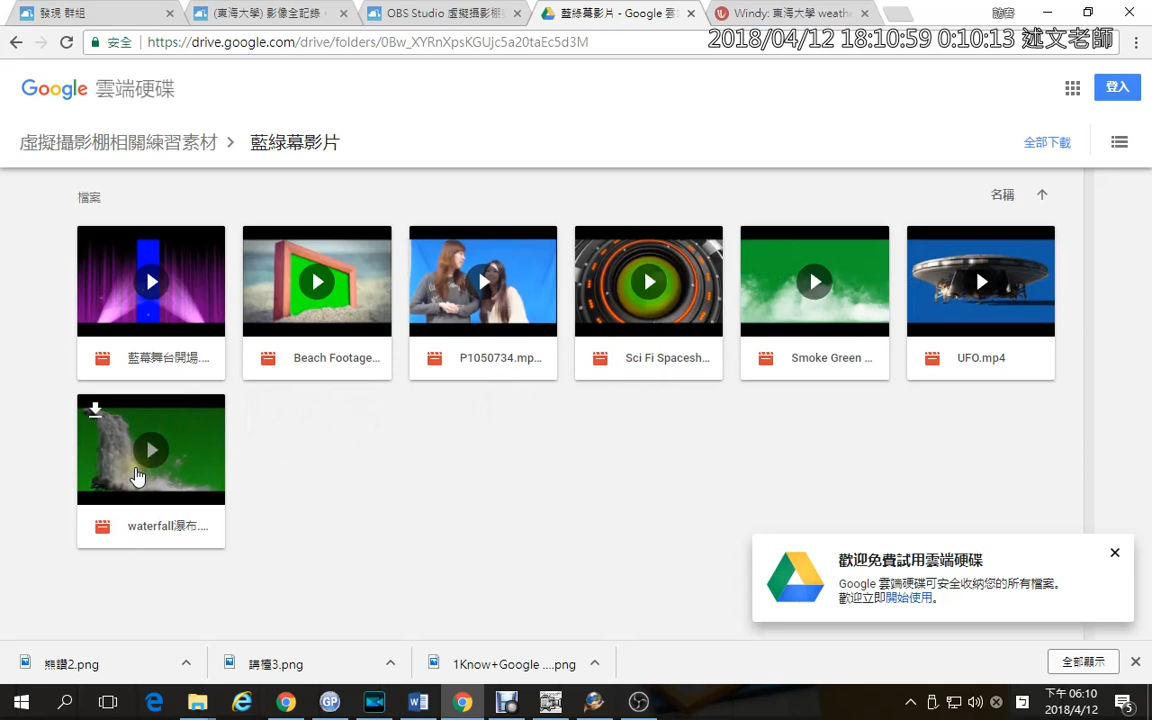 發現 群組
(東海大學) 影像全記錄
OBS Studio 虛擬攝影棚
藍綠幕影片 - Google 雲
Windy: 東海大學 weath
訪客
安全 https://drive.google.com/drive/folders/0Bw_XYRnXpsKGUjc5a20taEc5d3M
2018/04/12 18:10:59 0:10:13 述文老師
Google 雲端硬碟
登入
虛擬攝影棚相關練習素材 > 藍綠幕影片
全部下載
檔案
名稱
藍幕舞台開場....
Beach Footage...
P1050734.mp...
Sci Fi Spacesh...
Smoke Green ...
UFO.mp4
waterfall瀑布....
歡迎免費試用雲端硬碟
Google 雲端硬碟可安全收納您的所有檔案。
歡迎立即開始使用。
熊讚2.png
講檯3.png
1Know+Google ....png
全部顯示
下午 06:10
2018/4/12
5